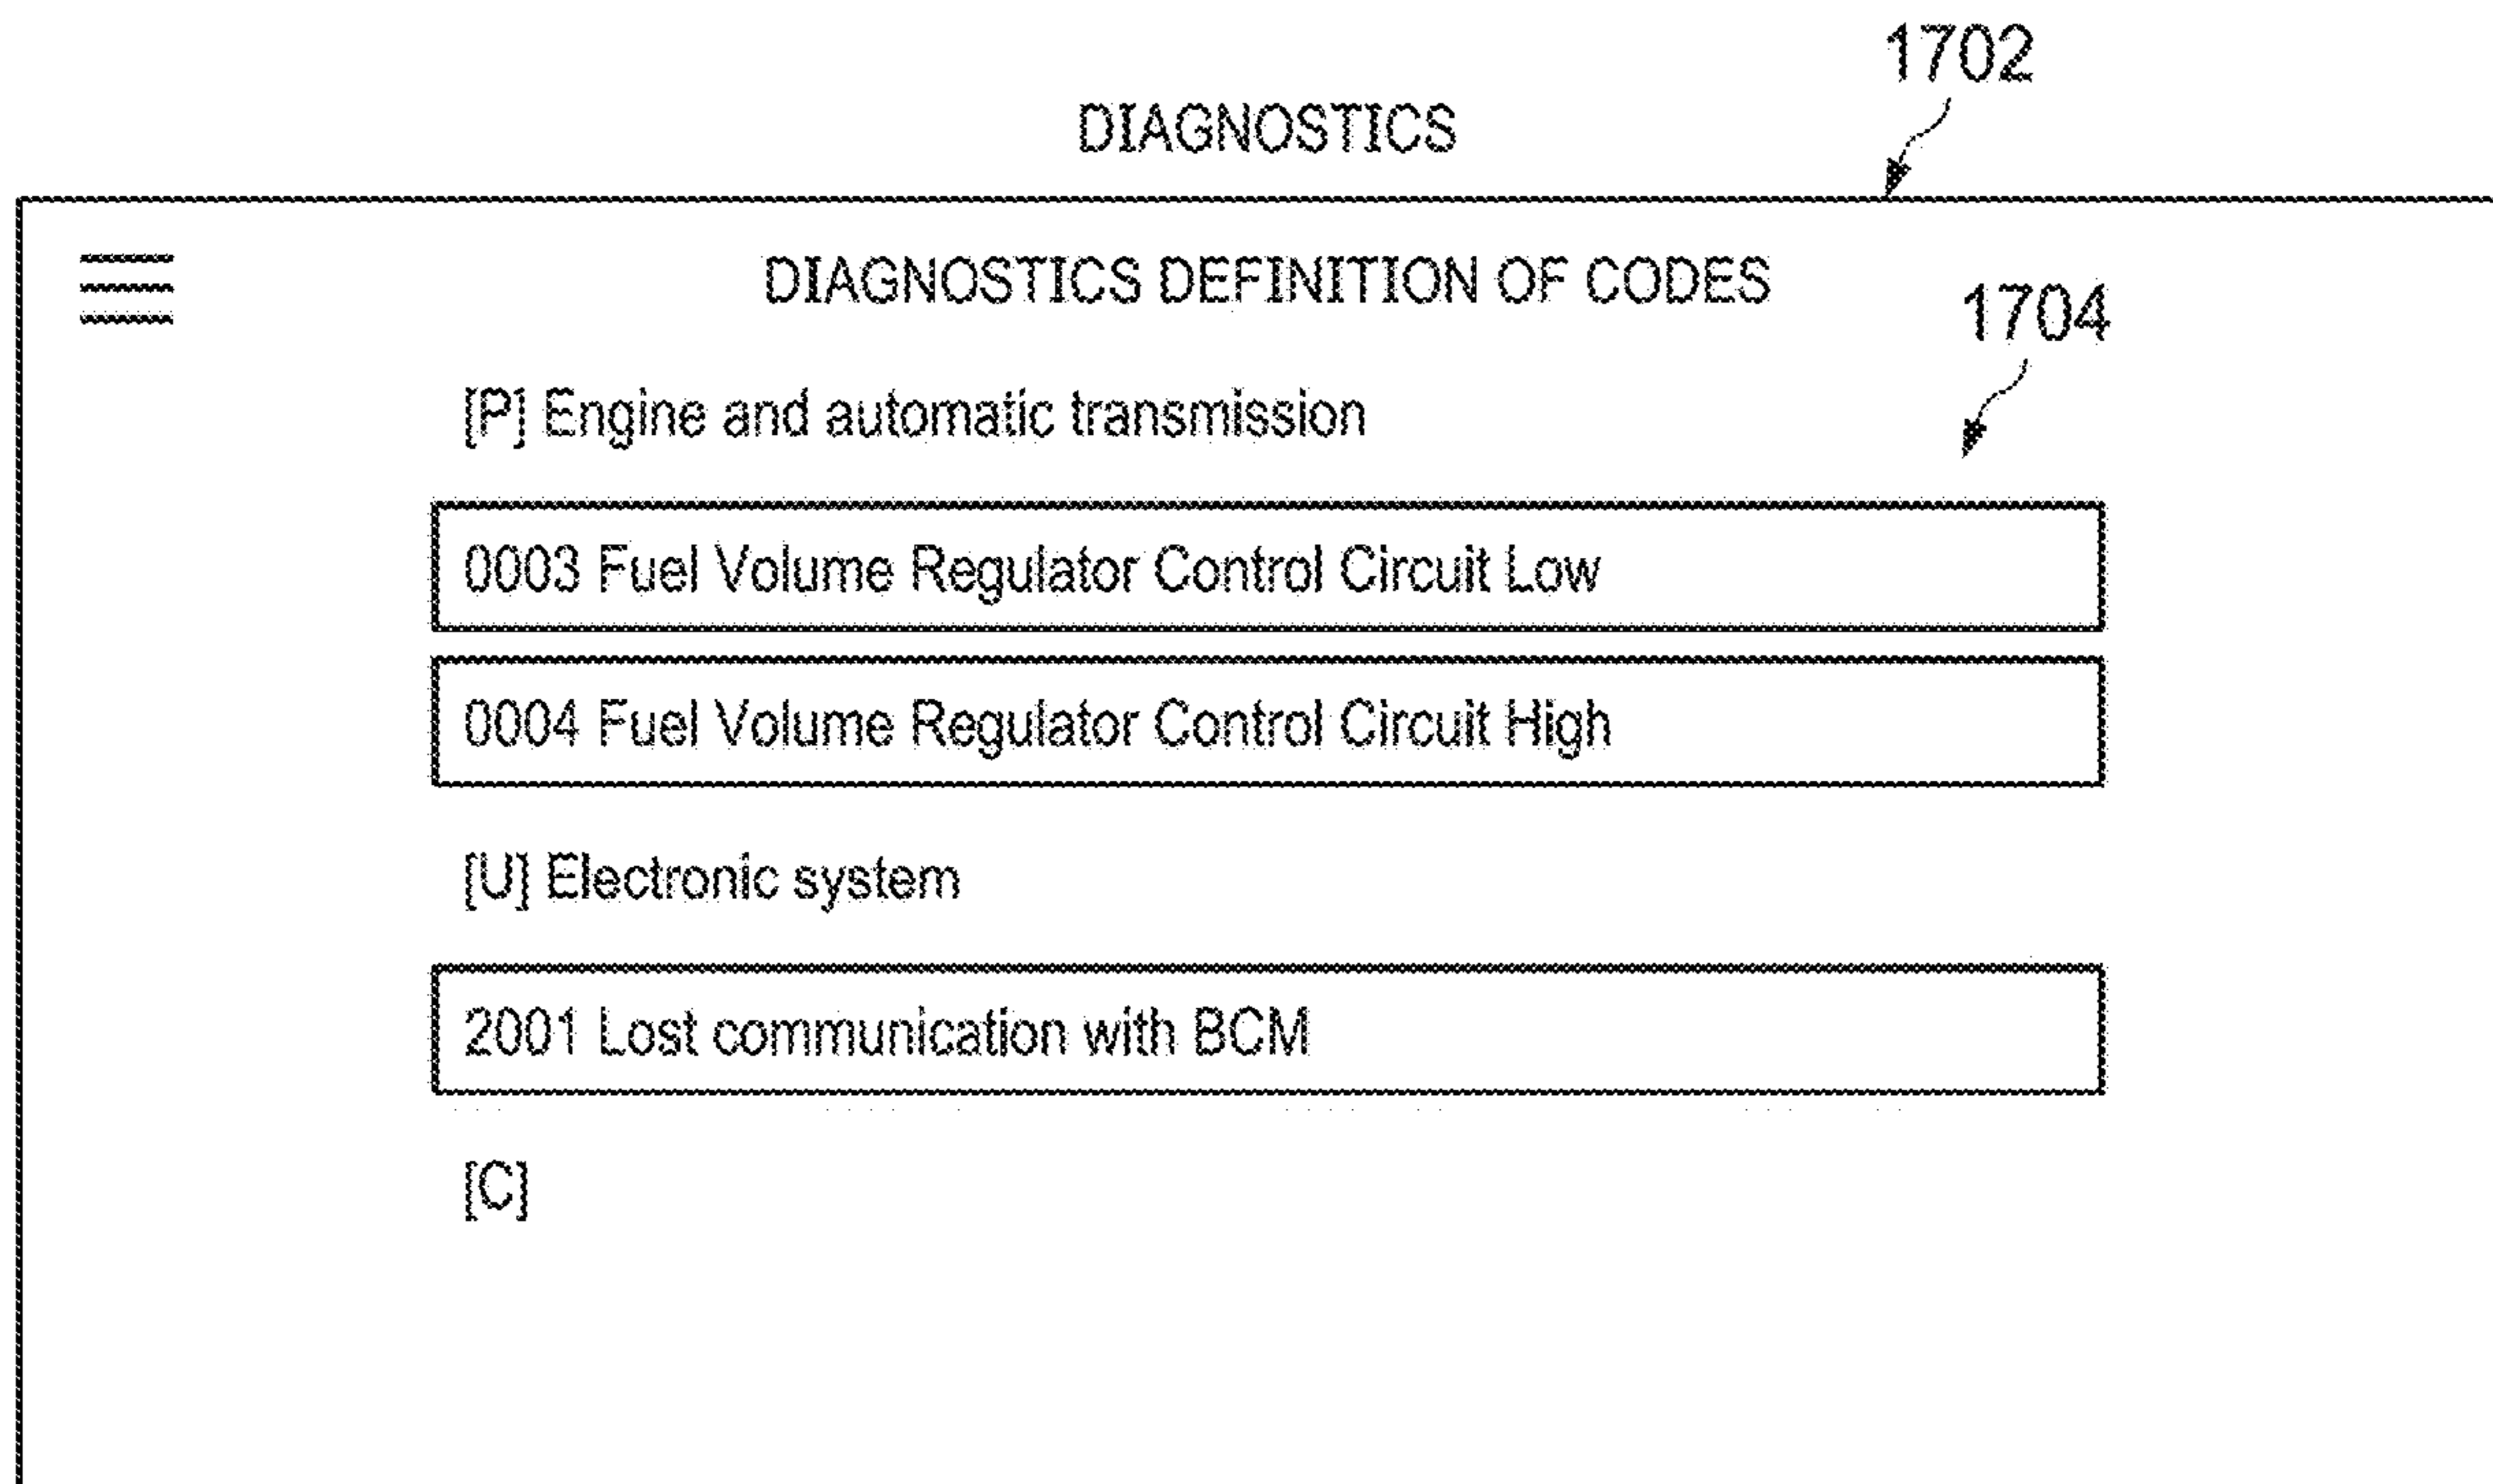 1702
DIAGNOSTICS
DIAGNOSTICS DEFINITION OF CODES
1704
[P] Engine and automatic transmission
0003 Fuel Volume Regulator Control Circuit Low
0004 Fuel Volume Regulator Control Circuit High
[U] Electronic system
2001 Lost communication with BCM
[C]